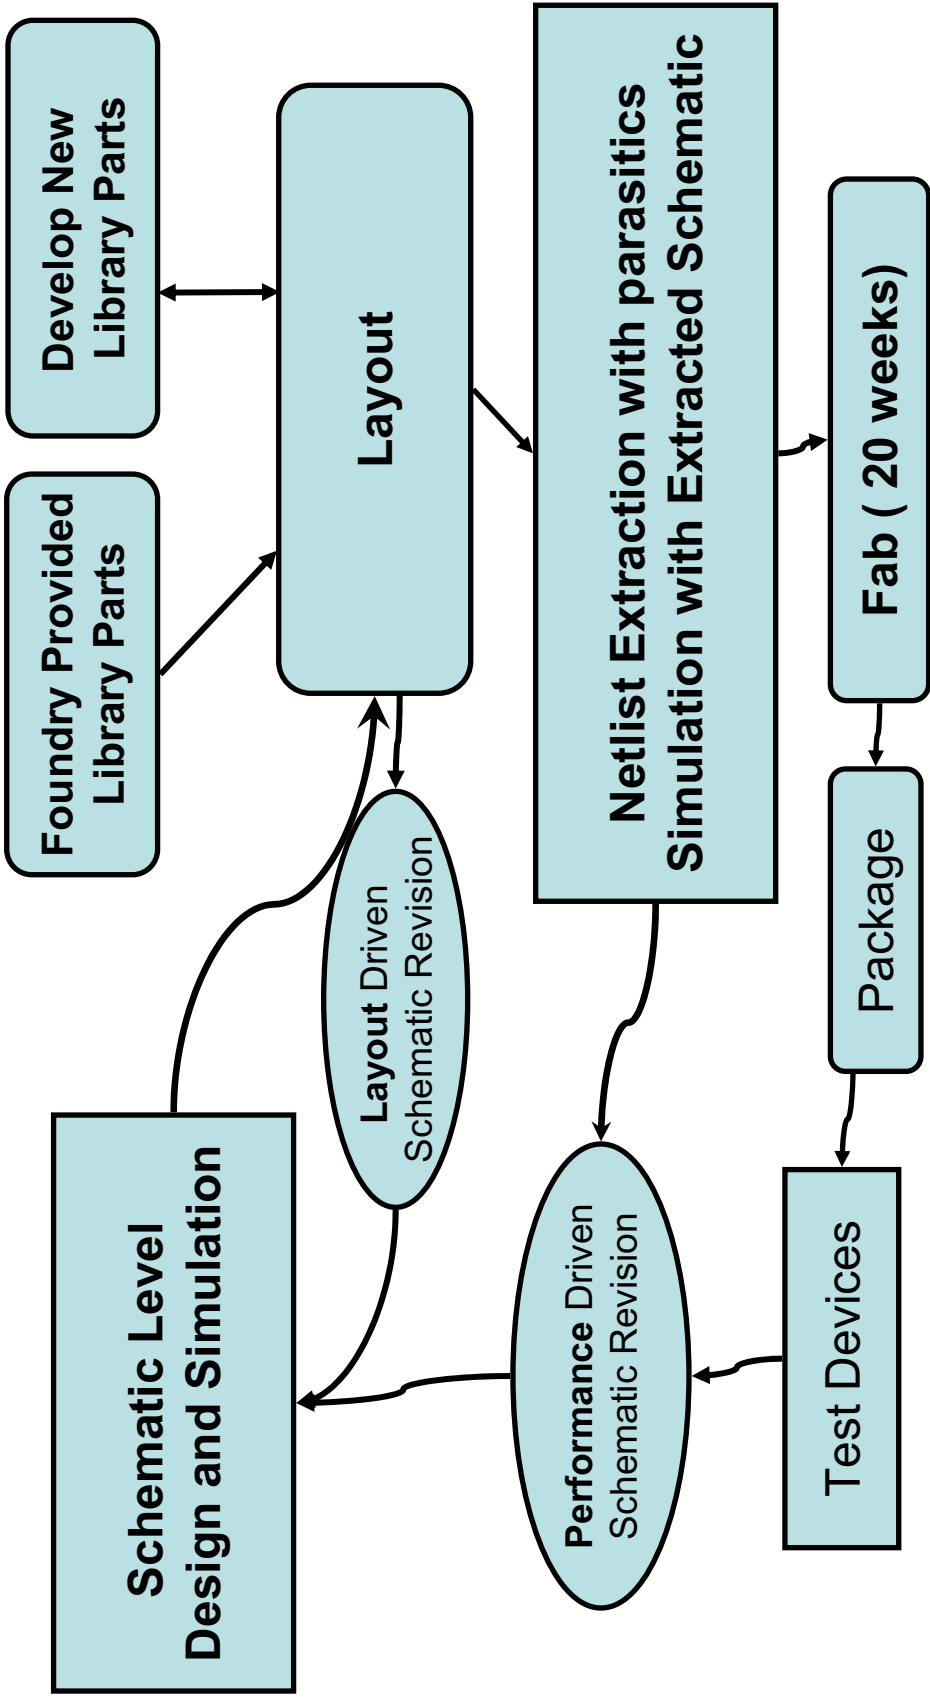 Schematic Level
Design and Simulation
Foundry Provided
Library Parts
Develop New
Library Parts
Layout
Layout Driven
Schematic Revision
Netlist Extraction with parasitics
Simulation with Extracted Schematic
Performance Driven
Schematic Revision
Test Devices
Package
Fab ( 20 weeks)